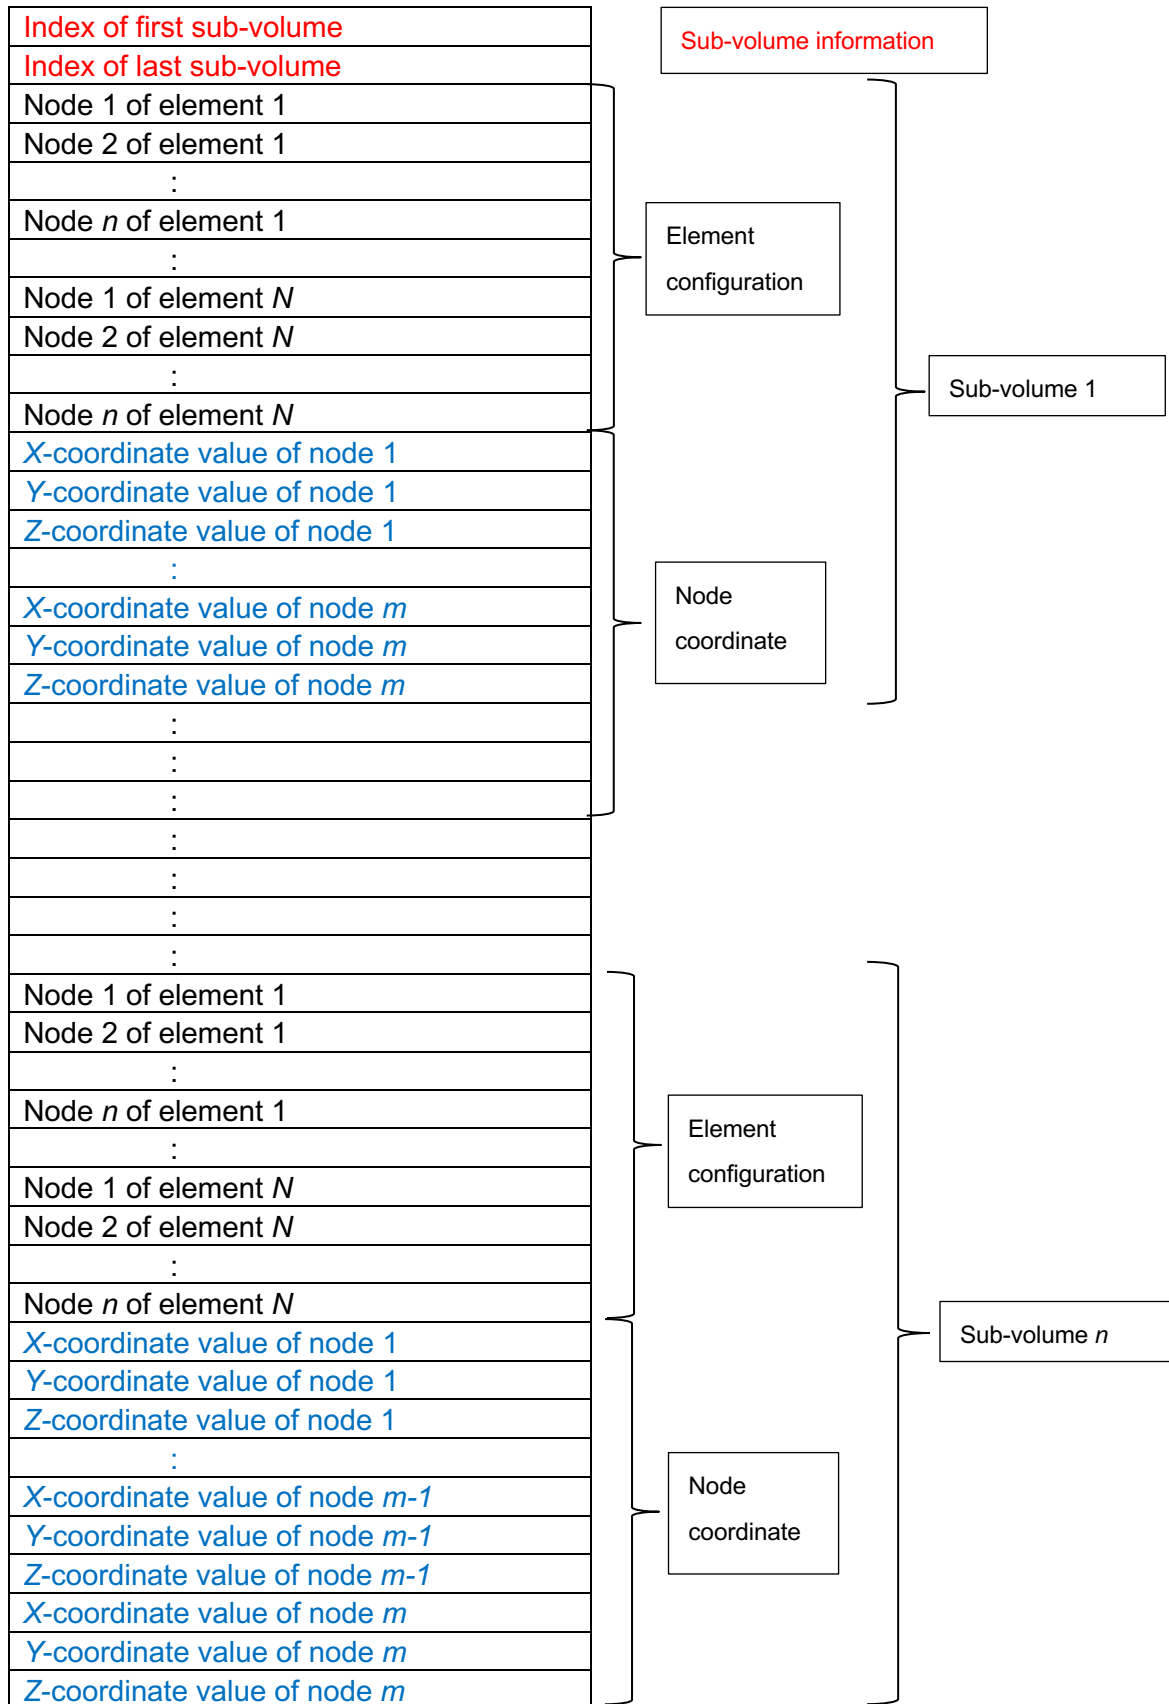 Index of first sub-volume
Index of last sub-volume
Sub-volume information
Node 1 of element 1
Node 2 of element 1
:
Node n of element 1
:
Node 1 of element N
Node 2 of element N
:
Node n of element N
Element
configuration
X-coordinate value of node 1
Y-coordinate value of node 1
Z-coordinate value of node 1
:
X-coordinate value of node m
Y-coordinate value of node m
Z-coordinate value of node m
Node
coordinate
Sub-volume 1
:
:
:
:
:
:
:
Node 1 of element 1
Node 2 of element 1
:
Node n of element 1
:
Node 1 of element N
Node 2 of element N
:
Node n of element N
Element
configuration
X-coordinate value of node 1
Y-coordinate value of node 1
Z-coordinate value of node 1
:
X-coordinate value of node m-1
Y-coordinate value of node m-1
Z-coordinate value of node m-1
X-coordinate value of node m
Y-coordinate value of node m
Z-coordinate value of node m
Node
coordinate
Sub-volume n